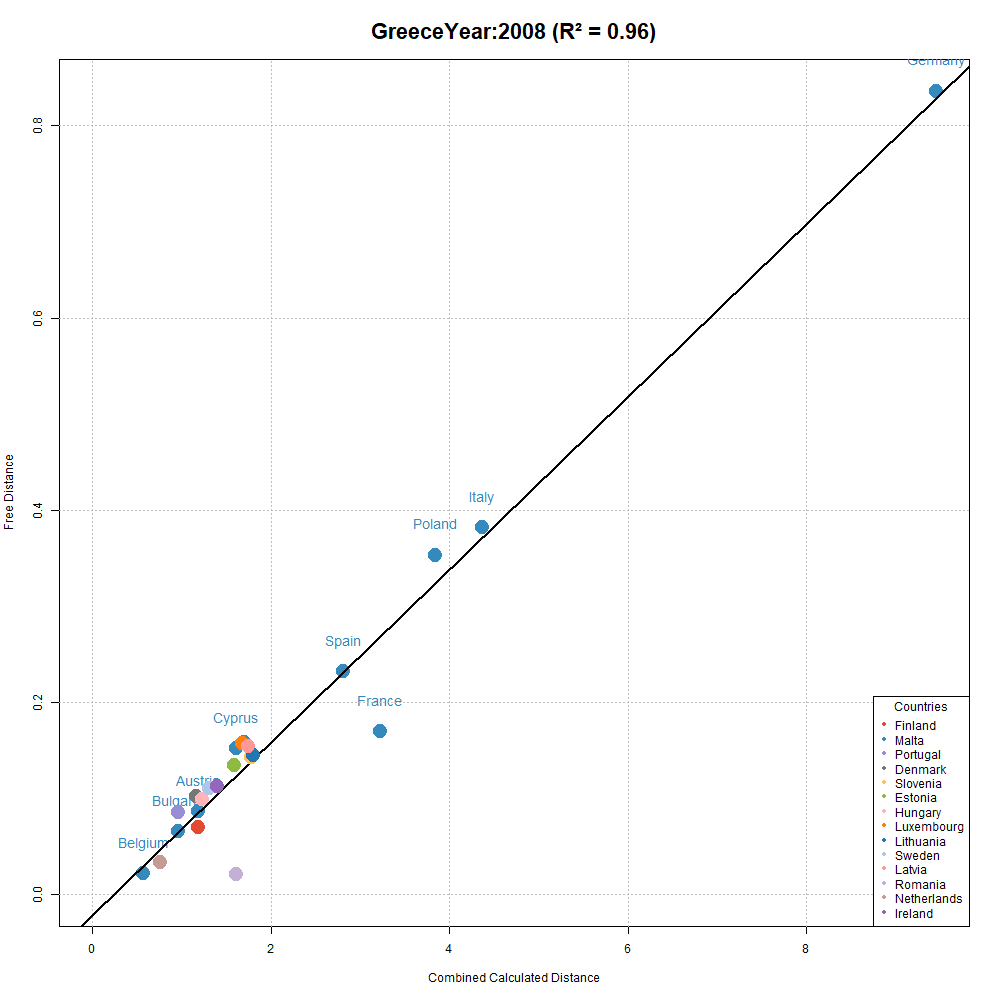 GreeceYear:2008 (R² = 0.96)
Germany
0.8
0.6
Italy
Poland
0.4
Free Distance
Spain
France
0.2
Cyprus
Austri
Bulgar
Belgium
0.0
Countries
Finland
Malta
Portugal
Denmark
Slovenia
Estonia
Hungary
Luxembourg
Lithuania
Sweden
Latvia
Romania
Netherlands
Ireland
0 2 4 6 8
Combined Calculated Distance